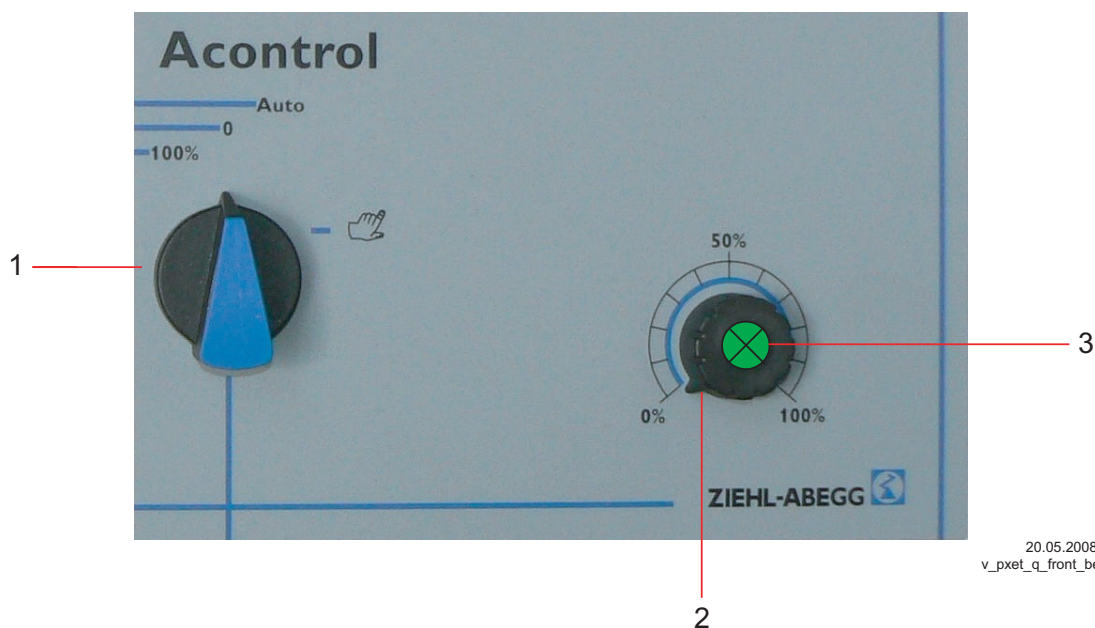 Acontrol
Auto
0
100%
1
50%
3
0%
100%
ZIEHL-ABEGG
20.05.2008
v_pxet_q_front_be
2